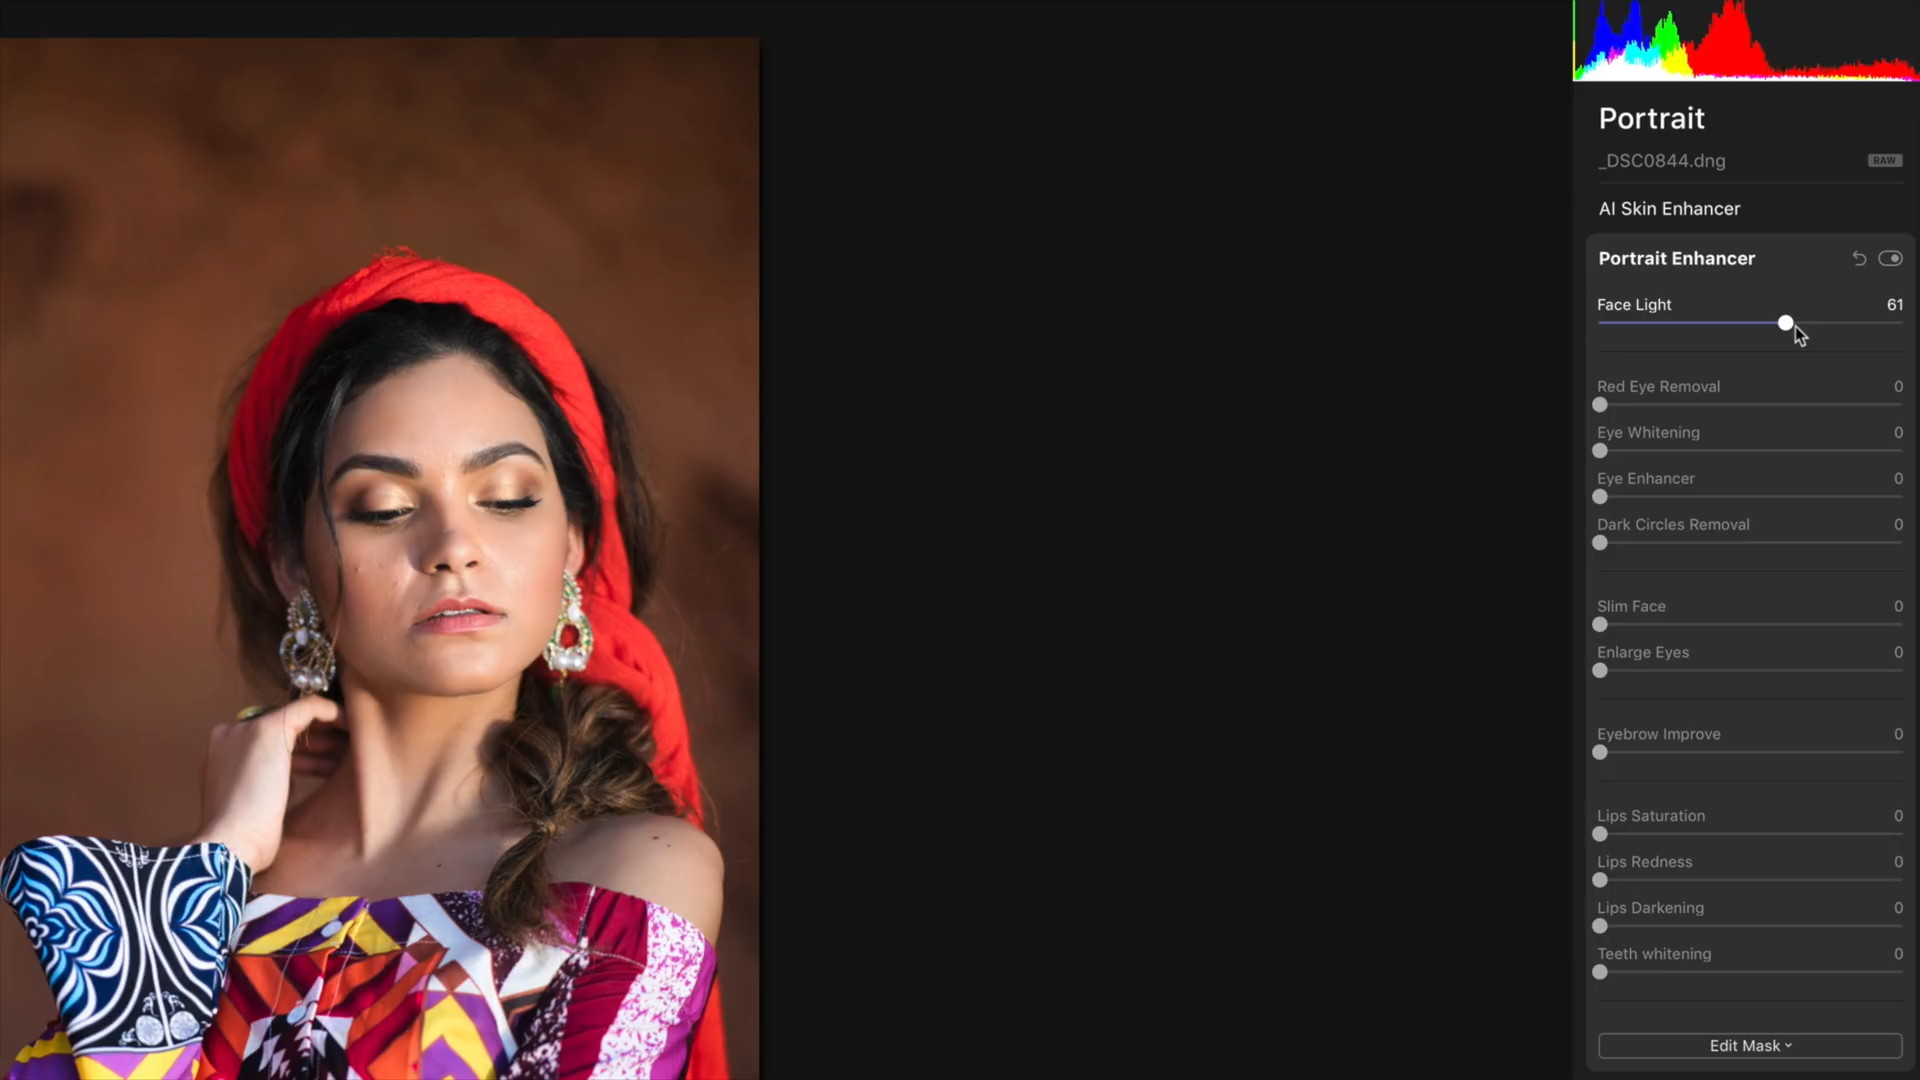 Portrait
_DSC0844.dng RAW
AI Skin Enhancer
Portrait Enhancer
Face Light 61
Red Eye Removal 0
Eye Whitening 0
Eye Enhancer 0
Dark Circles Removal 0
Slim Face 0
Enlarge Eyes 0
Eyebrow Improve 0
Lips Saturation 0
Lips Redness 0
Lips Darkening 0
Teeth whitening 0
Edit Mask